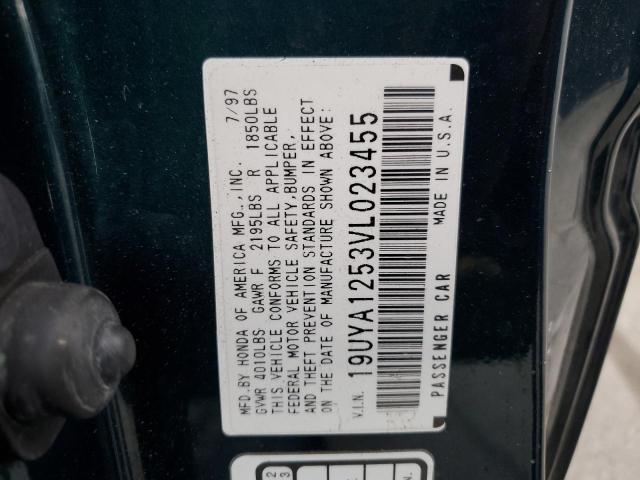 MFD.BY HONDA OF AMERICA MFG.,INC. 7/97
GVWR 4010LBS GAWR F 2195LBS R 1850LBS
THIS VEHICLE CONFORMS TO ALL APPLICABLE
FEDERAL MOTOR VEHICLE SAFETY,BUMPER,
AND THEFT PREVENTION STANDARDS IN EFFECT
ON THE DATE OF MANUFACTURE SHOWN ABOVE:
V.I.N. 19UYA1253VL023455
PASSENGER CAR MADE IN U.S.A.
2
3
N.